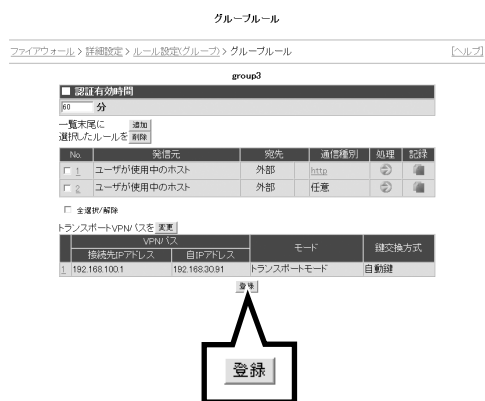 グループルール
ファイアウォール > 詳細設定 > ルール設定(グループ) > グループルール [ヘルプ]
group3
■ 認証有効時間
60 分
一覧末尾に 追加
選択したルールを 削除
No. 発信元 宛先 通信種別 処理 記録
1 ユーザが使用中のホスト 外部 http
2 ユーザが使用中のホスト 外部 任意
全選択/解除
トランスポートVPNパスを 変更
VPNパス モード 鍵交換方式
接続先IPアドレス 自IPアドレス
1 192.168.100.1 192.168.30.91 トランスポートモード 自動鍵
登録
登録